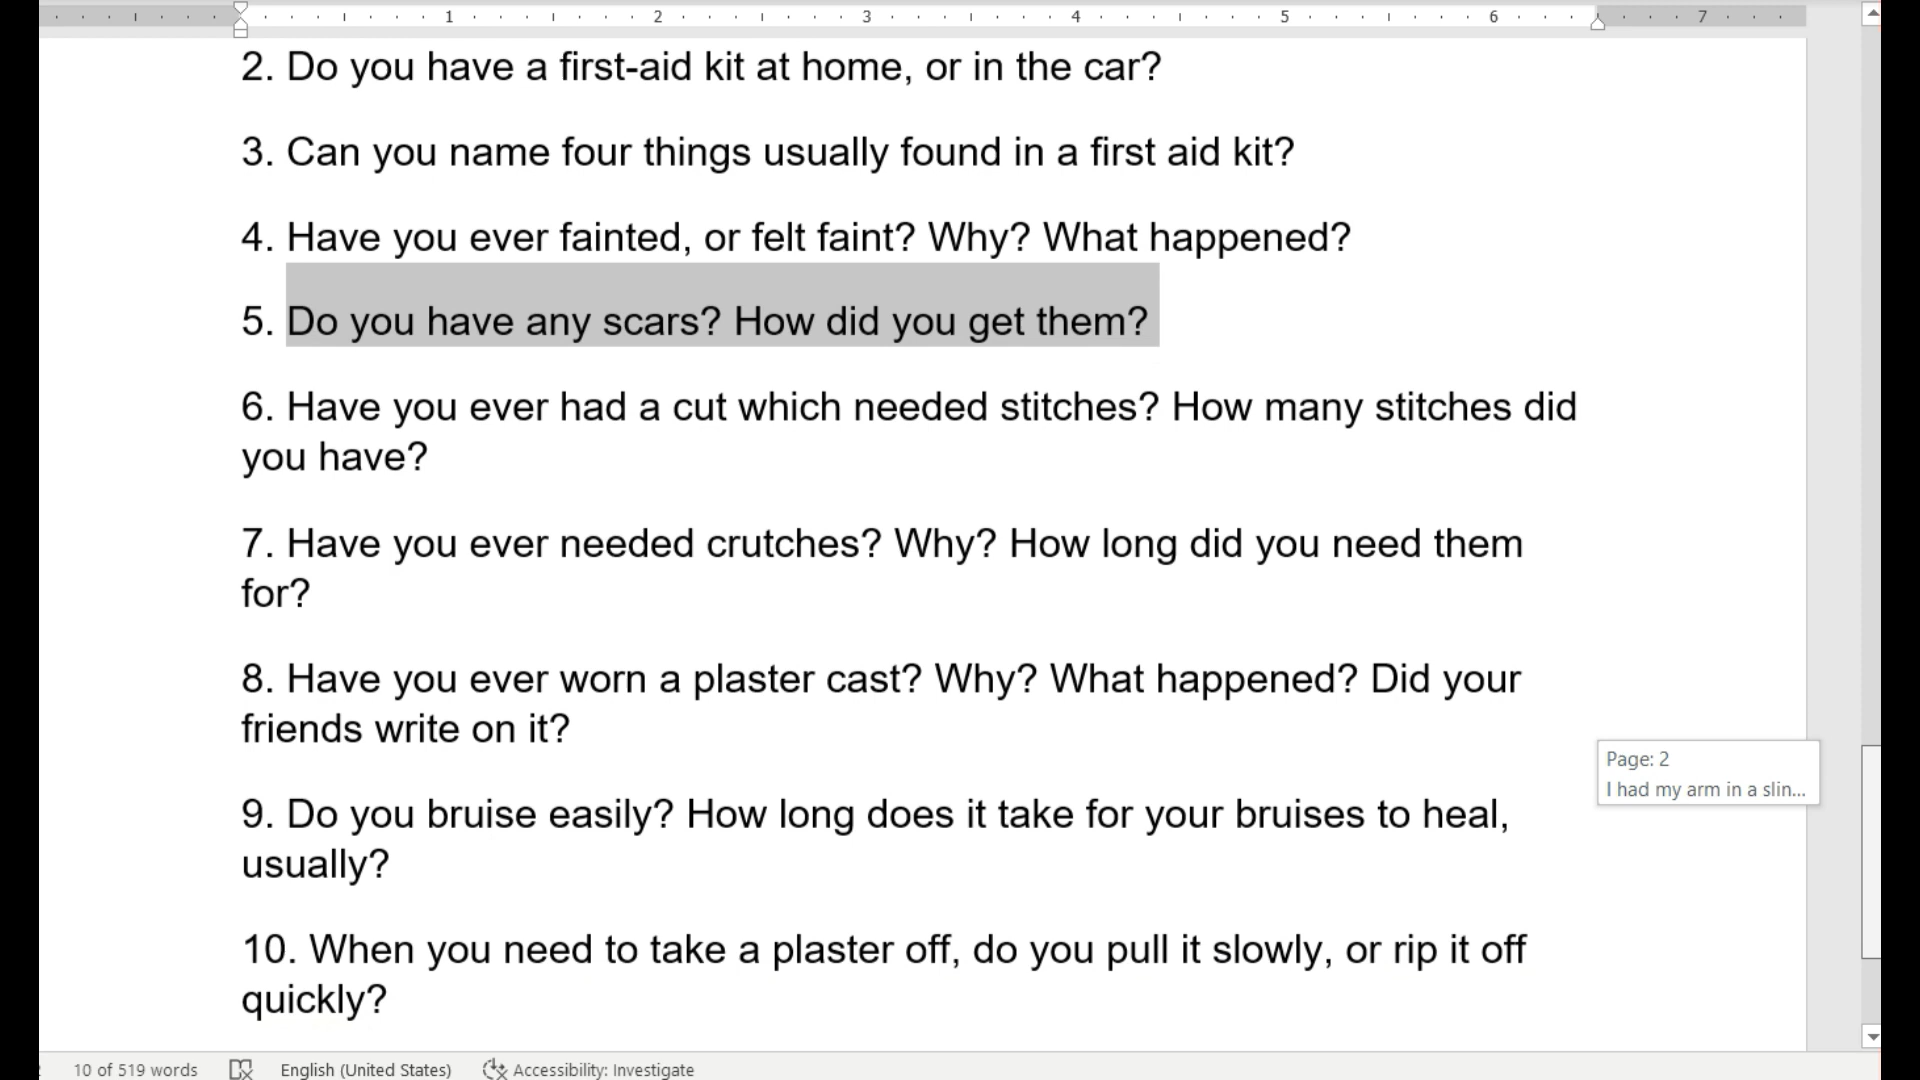 1 2 3 4 5 6 7
2. Do you have a first-aid kit at home, or in the car?
3. Can you name four things usually found in a first aid kit?
4. Have you ever fainted, or felt faint? Why? What happened?
5. Do you have any scars? How did you get them?
6. Have you ever had a cut which needed stitches? How many stitches did
you have?
7. Have you ever needed crutches? Why? How long did you need them
for?
8. Have you ever worn a plaster cast? Why? What happened? Did your
friends write on it?
Page: 2
I had my arm in a slin...
9. Do you bruise easily? How long does it take for your bruises to heal,
usually?
10. When you need to take a plaster off, do you pull it slowly, or rip it off
quickly?
10 of 519 words English (United States) Accessibility: Investigate